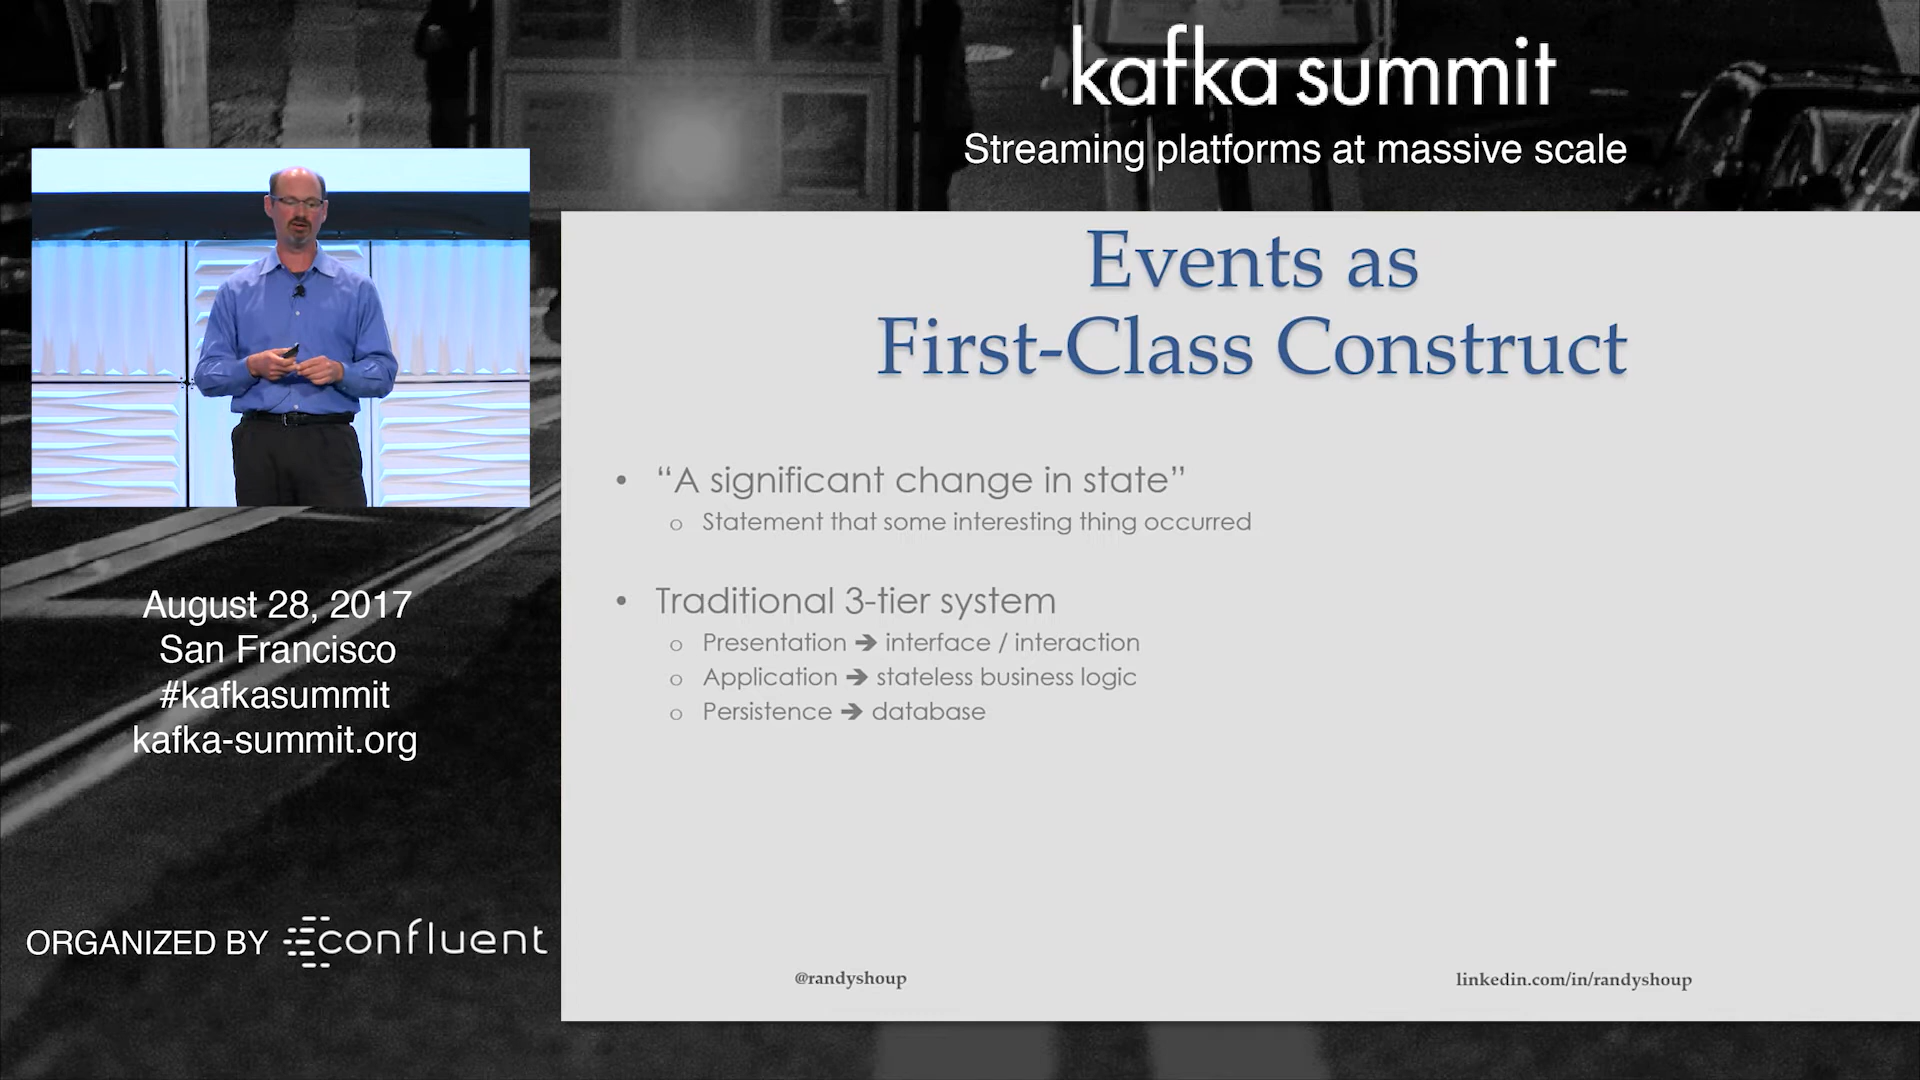 kafka summit
Streaming platforms at massive scale
Events as
First-Class Construct
• “A significant change in state”
o Statement that some interesting thing occurred
• Traditional 3-tier system
o Presentation ➔ interface / interaction
o Application ➔ stateless business logic
o Persistence ➔ database
@randyshoup
linkedin.com/in/randyshoup
August 28, 2017
San Francisco
#kafkasummit
kafka-summit.org
ORGANIZED BY confluent